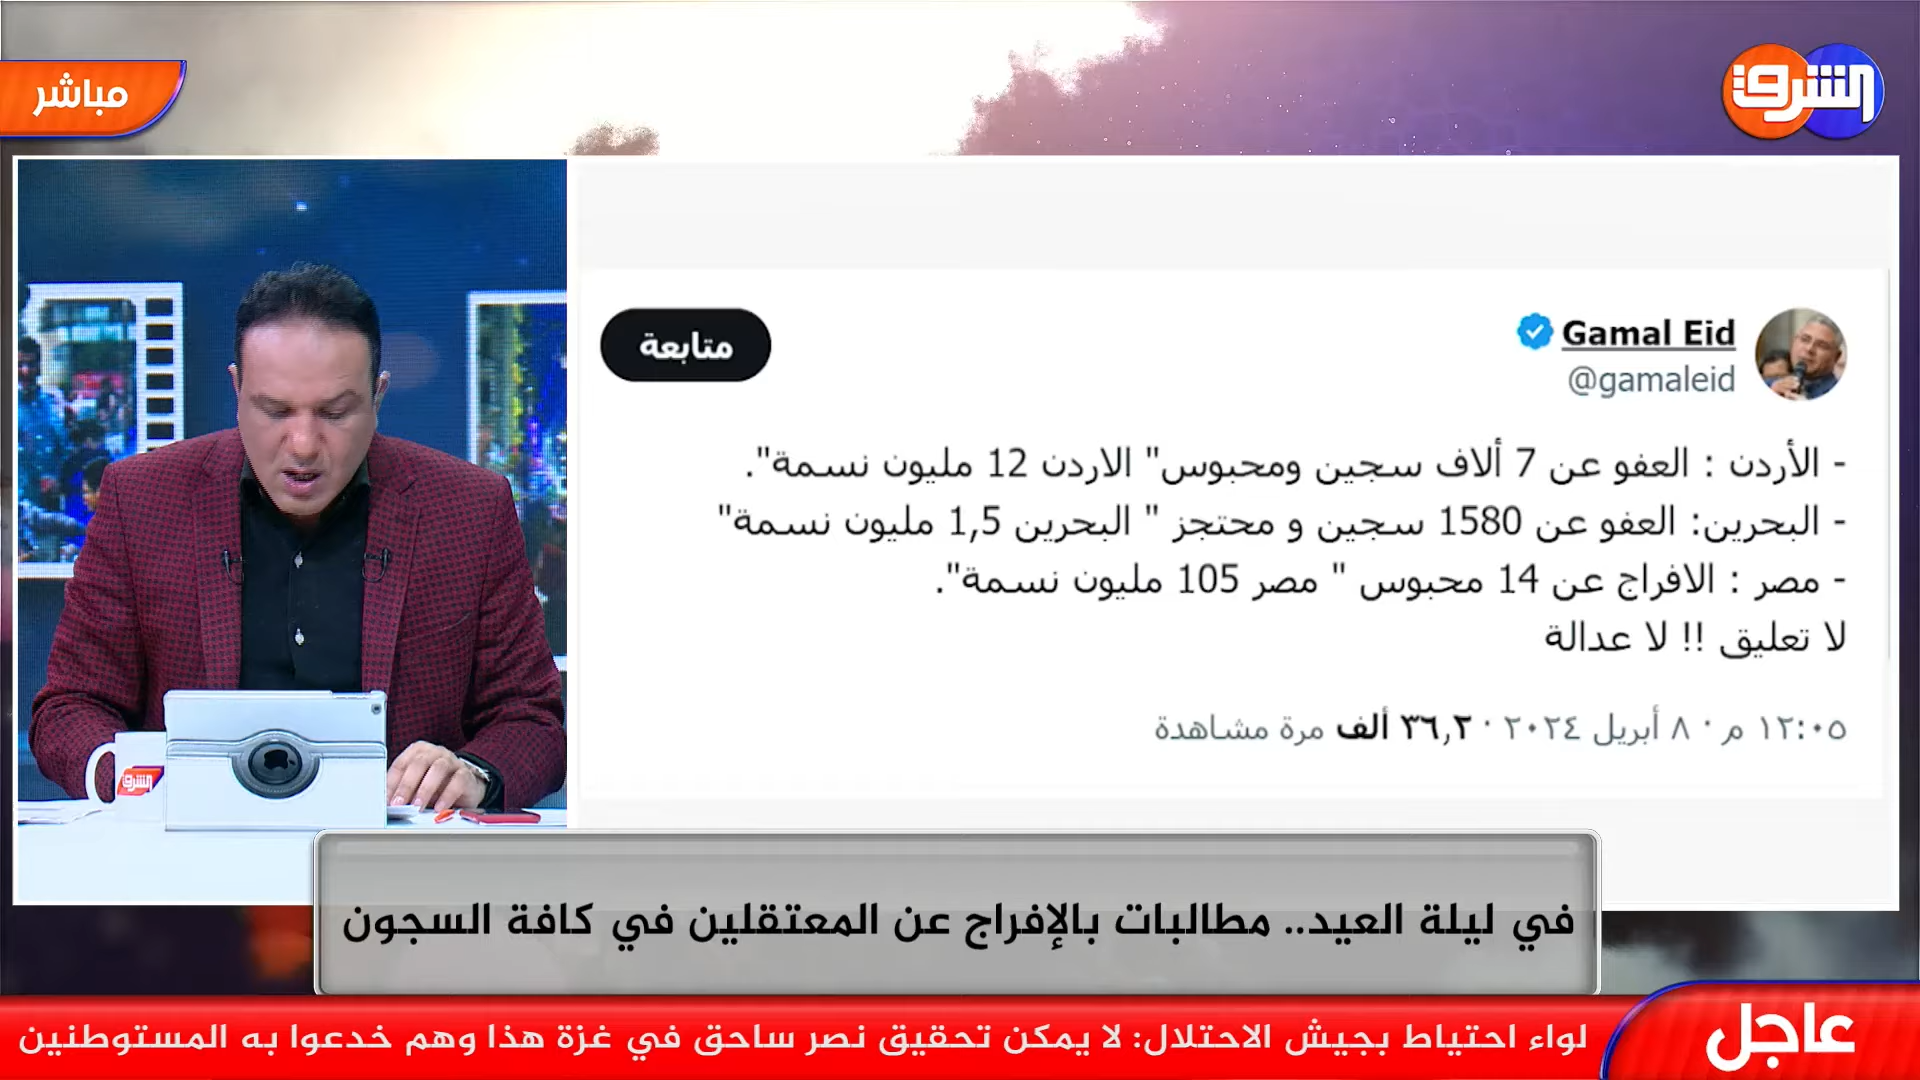 مباشر
الشرق
متابعة
Gamal Eid
@gamaleid
- الأردن : العفو عن 7 ألاف سجين ومحبوس" الاردن 12 مليون نسمة".
- البحرين: العفو عن 1580 سجين و محتجز " البحرين 1,5 مليون نسمة"
- مصر : الافراج عن 14 محبوس " مصر 105 مليون نسمة".
لا تعليق !! لا عدالة
١٢:٠٥ م · ٨ أبريل ٢٠٢٤ · ٣٦٫٢ ألف مرة مشاهدة
الشرق
في ليلة العيد.. مطالبات بالإفراج عن المعتقلين في كافة السجون
عاجل
لواء احتياط بجيش الاحتلال: لا يمكن تحقيق نصر ساحق في غزة هذا وهم خدعوا به المستوطنين